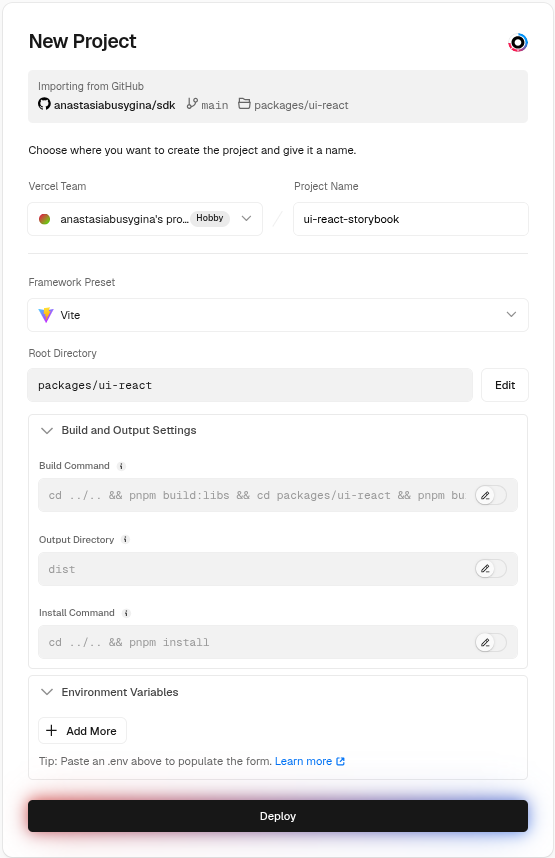 New Project
Importing from GitHub
anastasiabusygina/sdk main packages/ui-react
Choose where you want to create the project and give it a name.
Vercel Team Project Name
anastasiabusygina's pro... Hobby / ui-react-storybook
Framework Preset
Vite
Root Directory
packages/ui-react Edit
Build and Output Settings
Build Command
cd ../.. && pnpm build:libs && cd packages/ui-react && pnpm bu
Output Directory
dist
Install Command
cd ../.. && pnpm install
Environment Variables
Add More
Tip: Paste an .env above to populate the form. Learn more
Deploy